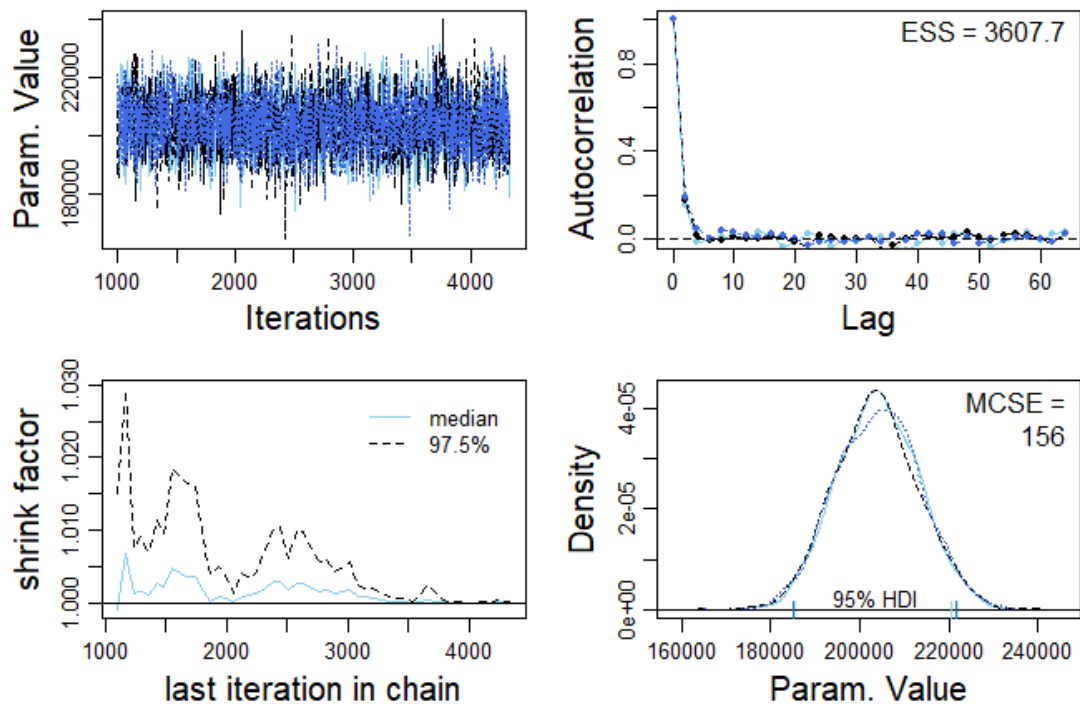 Param. Value
220000
180000
1000
2000
3000
4000
Iterations
Autocorrelation
0.8
0.4
0.0
ESS = 3607.7
0
10
20
30
40
50
60
Lag
shrink factor
1.030
1.020
1.010
1.000
median
97.5%
1000
2000
3000
4000
last iteration in chain
Density
4e-05
2e-05
0e+00
MCSE =
156
95% HDI
160000
180000
200000
220000
240000
Param. Value